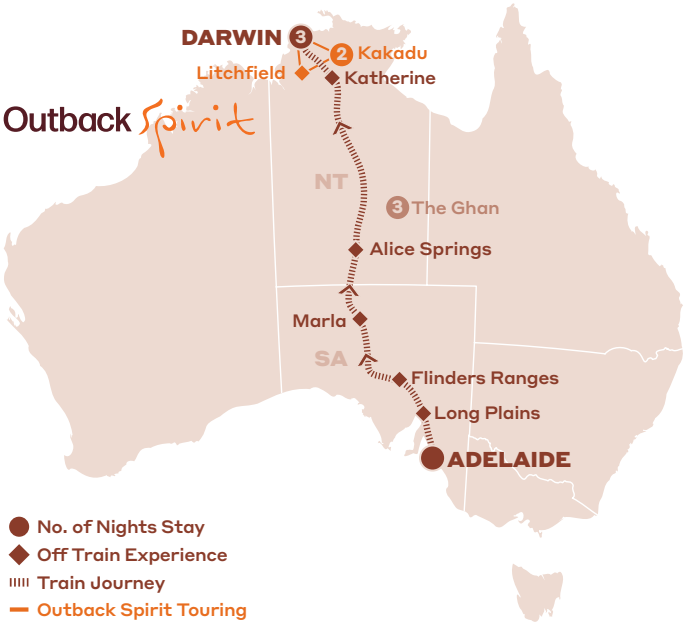 DARWIN 3
2 Kakadu
Litchfield
Katherine
Outback Spirit
NT
3 The Ghan
Alice Springs
Marla
SA
Flinders Ranges
Long Plains
ADELAIDE
No. of Nights Stay
Off Train Experience
Train Journey
Outback Spirit Touring